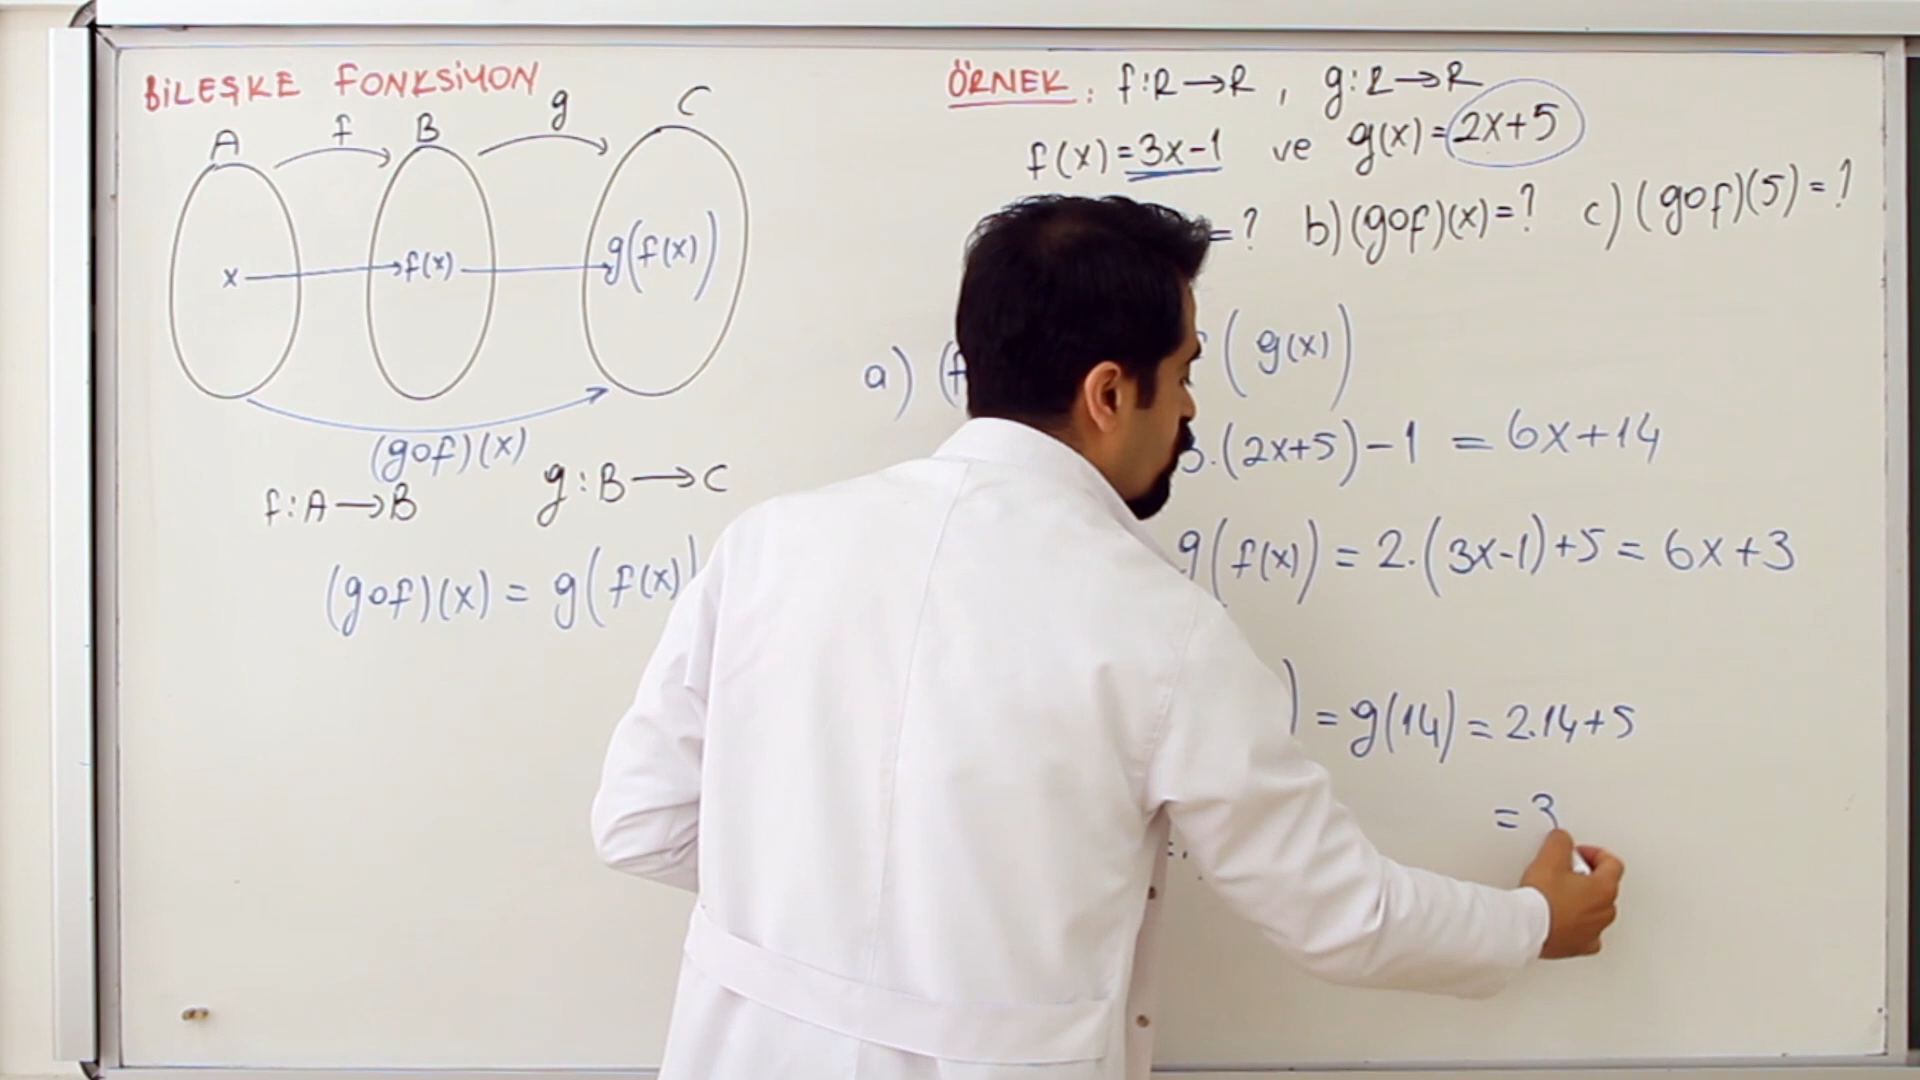 BİLEŞKE FONKSİYON
A f B g C
x f(x) g(f(x))
(gof)(x)
f:A→B g:B→C
(gof)(x) = g(f(x)
ÖRNEK: f:R→R, g:R→R
f(x)=3x-1 ve g(x)=2x+5
=? b)(gof)(x)=? c)(gof)(5)=?
a) (f (g(x))
3.(2x+5)-1 = 6x+14
g(f(x)) = 2.(3x-1)+5 = 6x+3
) = g(14) = 2.14+5
= 3